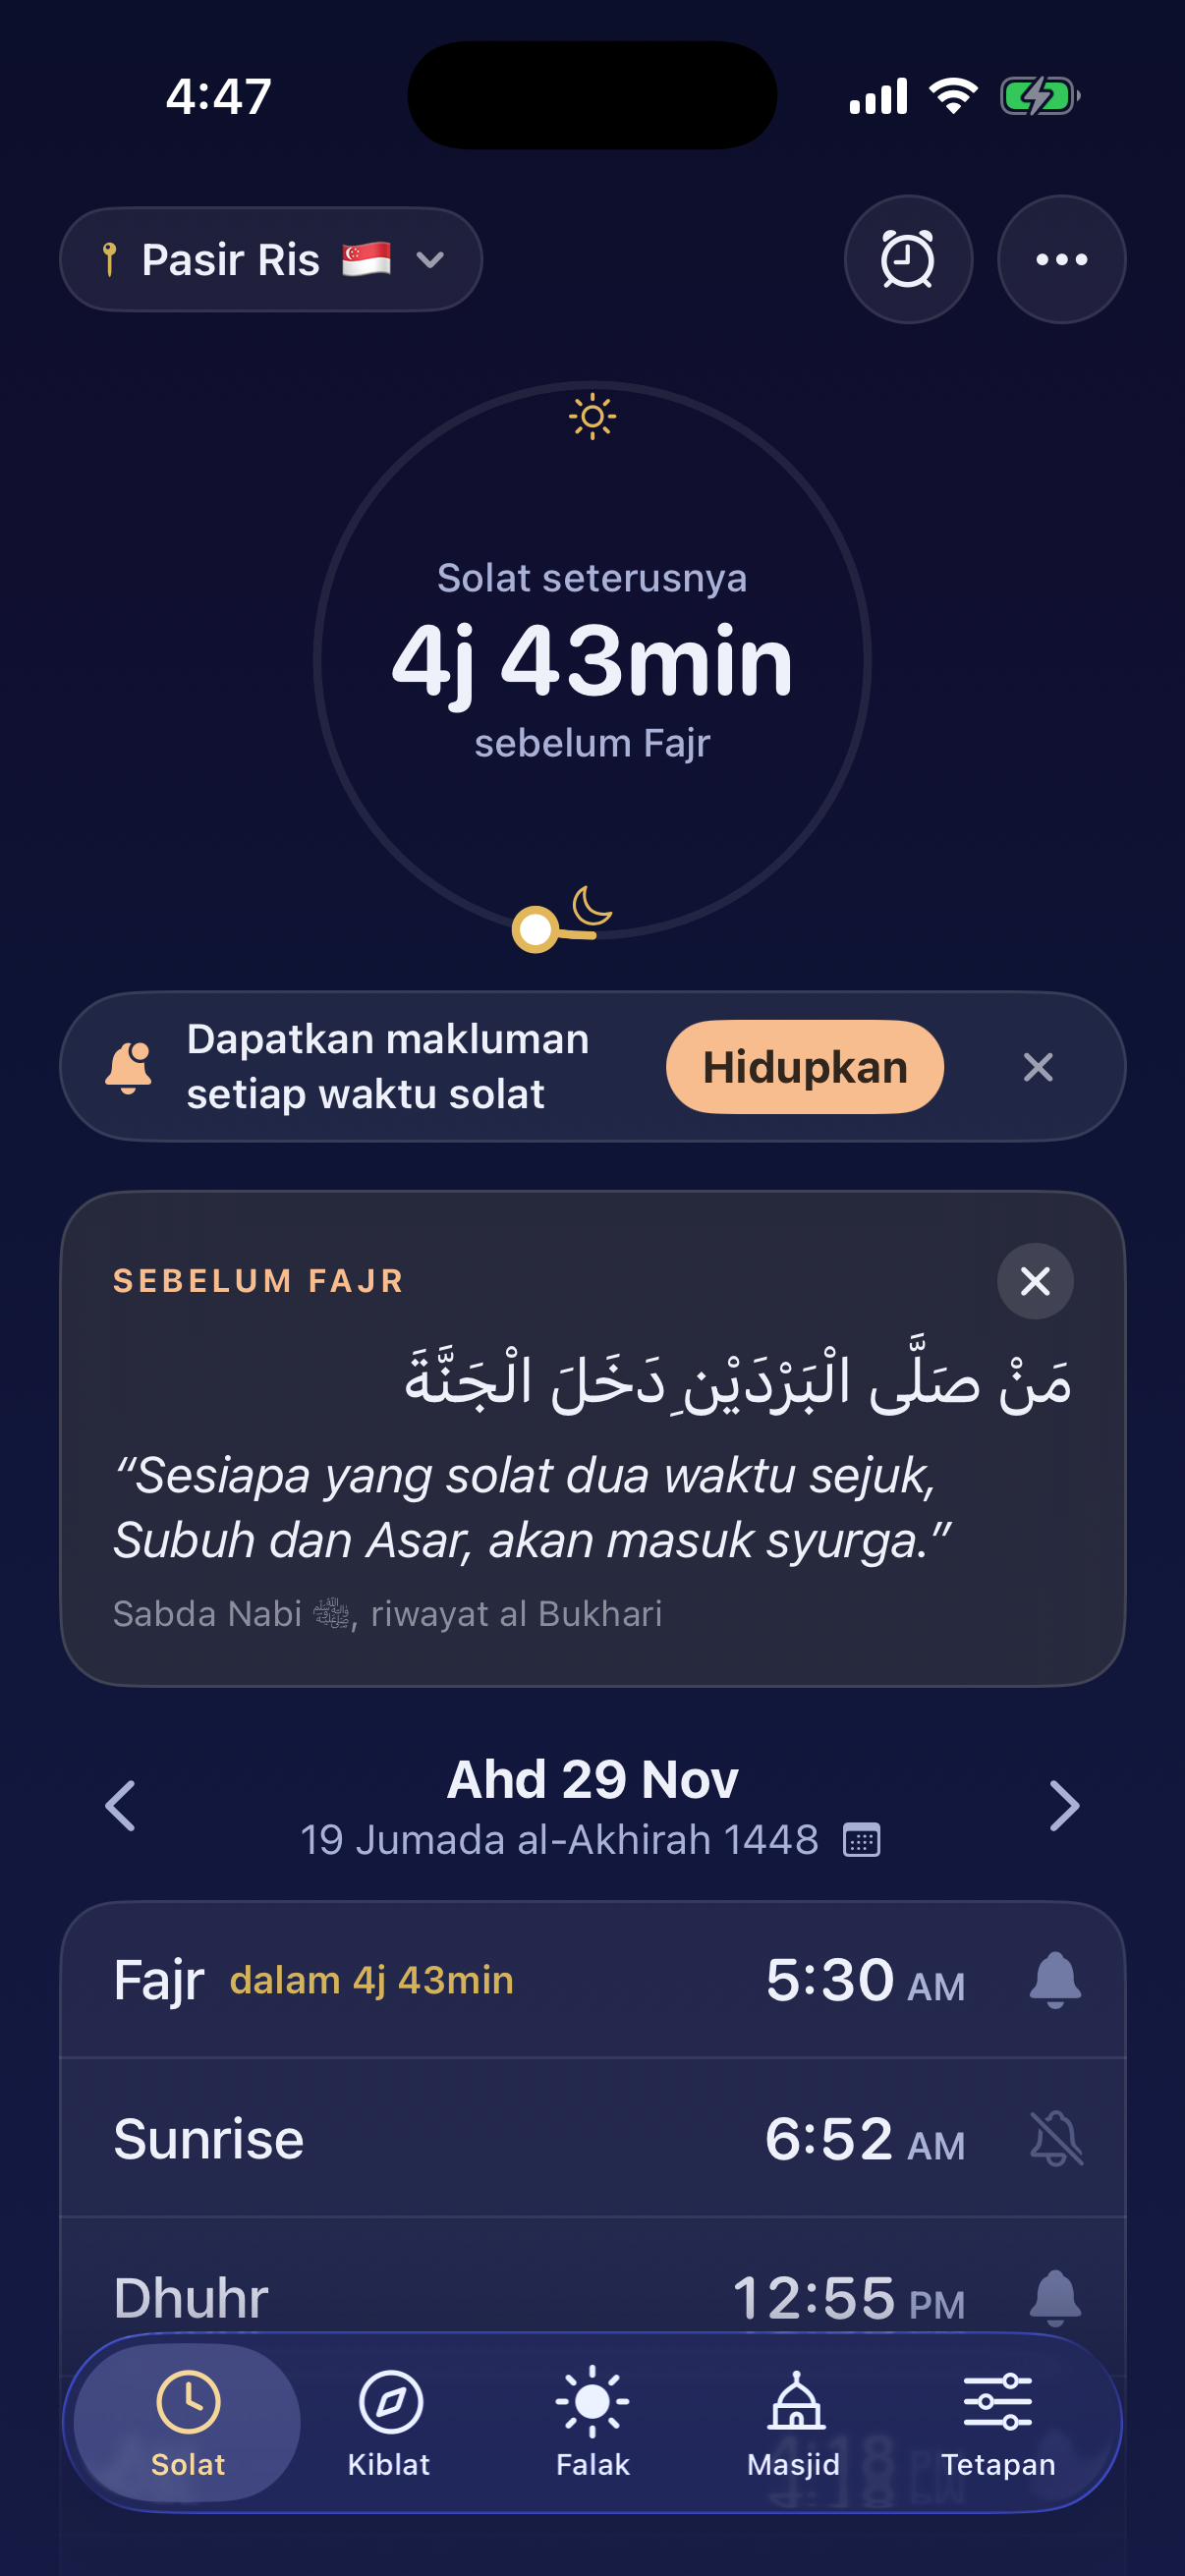 4:47
Pasir Ris 🇸🇬
Solat seterusnya
4j 43min
sebelum Fajr
Dapatkan makluman
setiap waktu solat
Hidupkan
SEBELUM FAJR
مَنْ صَلَّى الْبَرْدَيْنِ دَخَلَ الْجَنَّةَ
“Sesiapa yang solat dua waktu sejuk,
Subuh dan Asar, akan masuk syurga.”
Sabda Nabi ﷺ, riwayat al Bukhari
Ahd 29 Nov
19 Jumada al-Akhirah 1448
Fajr dalam 4j 43min 5:30 AM
Sunrise 6:52 AM
Dhuhr 12:55 PM
4:18 PM
Solat Kiblat Falak Masjid Tetapan